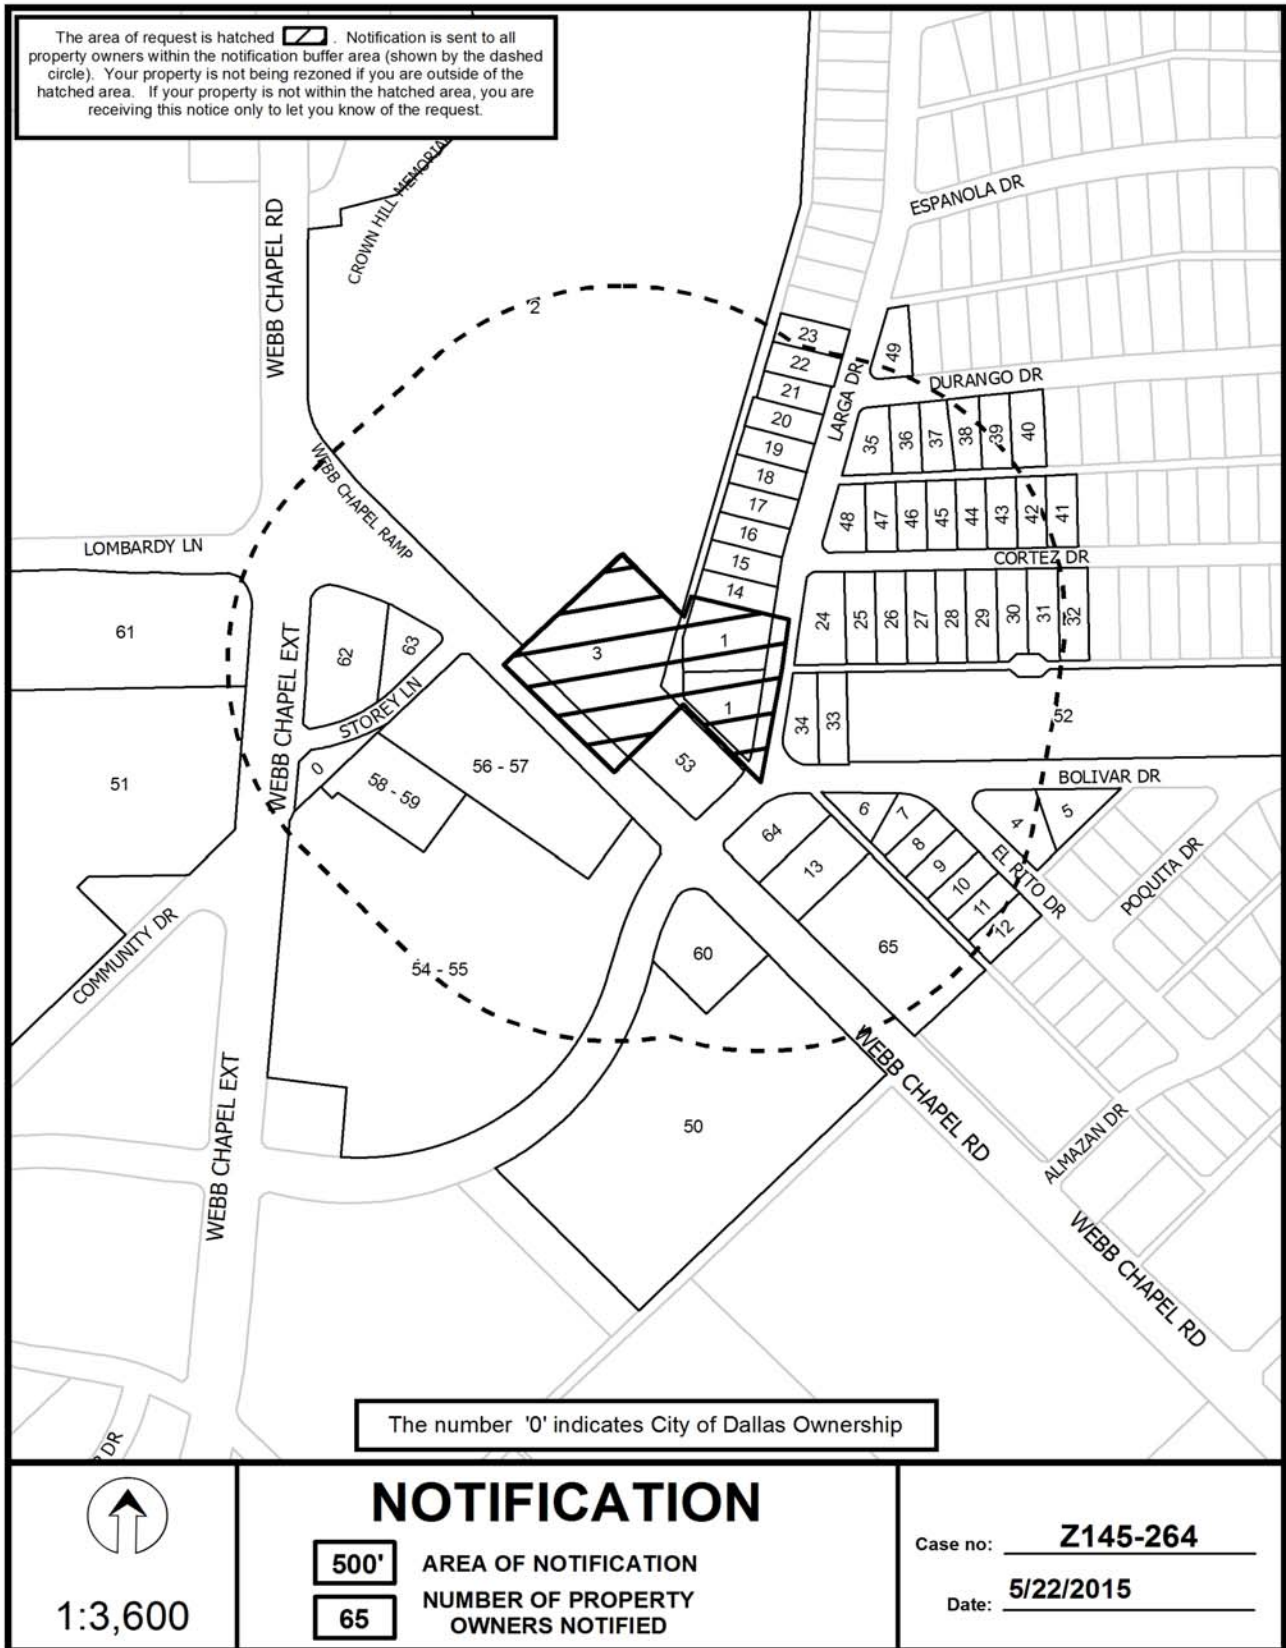 The area of request is hatched . Notification is sent to all
property owners within the notification buffer area (shown by the dashed
circle). Your property is not being rezoned if you are outside of the
hatched area. If your property is not within the hatched area, you are
receiving this notice only to let you know of the request.
CROWN HILL MEMORIAL
WEBB CHAPEL RD
ESPANOLA DR
2
23
22
21
20
19
18
17
16
15
14
49
LARGA DR
DURANGO DR
35
36
37
38
39
40
WEBB CHAPEL RAMP
48
47
46
45
44
43
42
41
LOMBARDY LN
CORTEZ DR
24
25
26
27
28
29
30
31
32
61
62
63
3
1
1
WEBB CHAPEL EXT
STOREY LN
34
33
52
51
0
58 - 59
56 - 57
53
BOLIVAR DR
64
13
6
7
8
9
10
11
12
4
5
EL RITO DR
POQUITA DR
COMMUNITY DR
54 - 55
60
65
WEBB CHAPEL RD
WEBB CHAPEL EXT
50
ALMAZAN DR
WEBB CHAPEL RD
DR
The number '0' indicates City of Dallas Ownership
1:3,600
NOTIFICATION
500' AREA OF NOTIFICATION
65 NUMBER OF PROPERTY
OWNERS NOTIFIED
Case no: Z145-264
Date: 5/22/2015